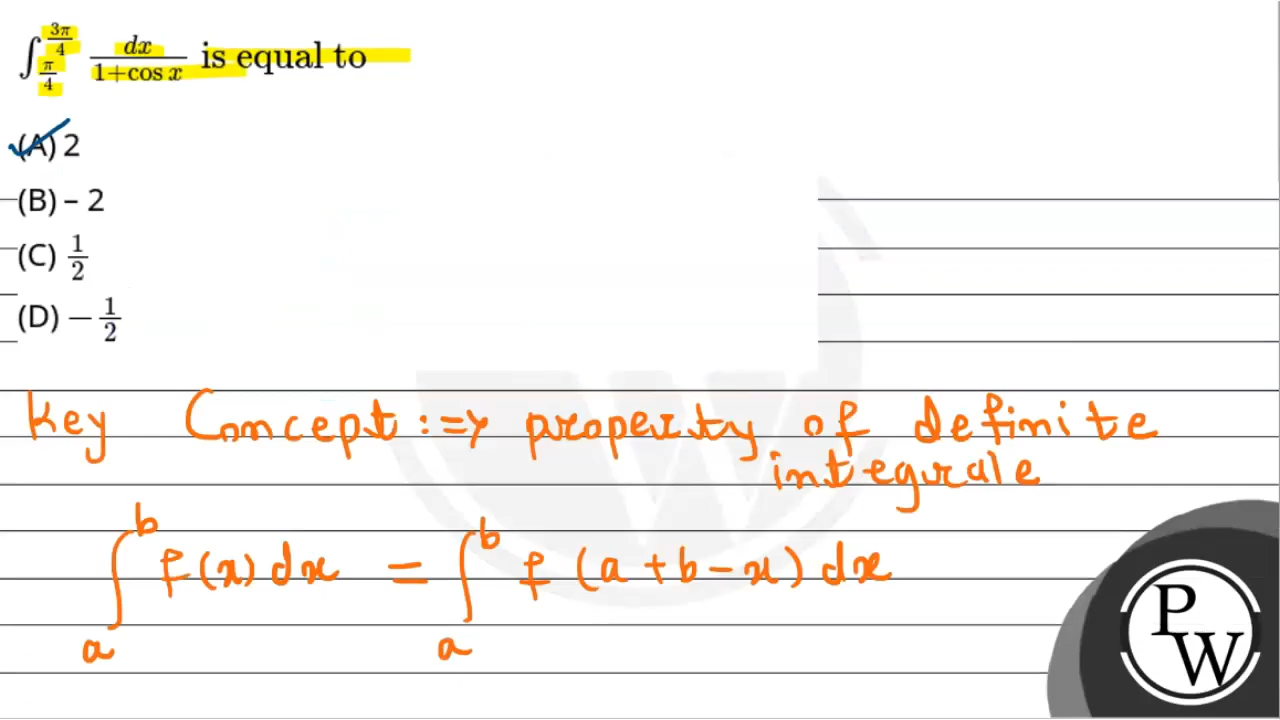 ∫_{π/4}^{3π/4} dx/(1+cos x) is equal to
(A) 2
(B) – 2
(C) 1/2
(D) − 1/2
Key Concept :=> property of definite
integrale
∫_a^b f(x) dx = ∫_a^b f(a+b-x) dx
PW